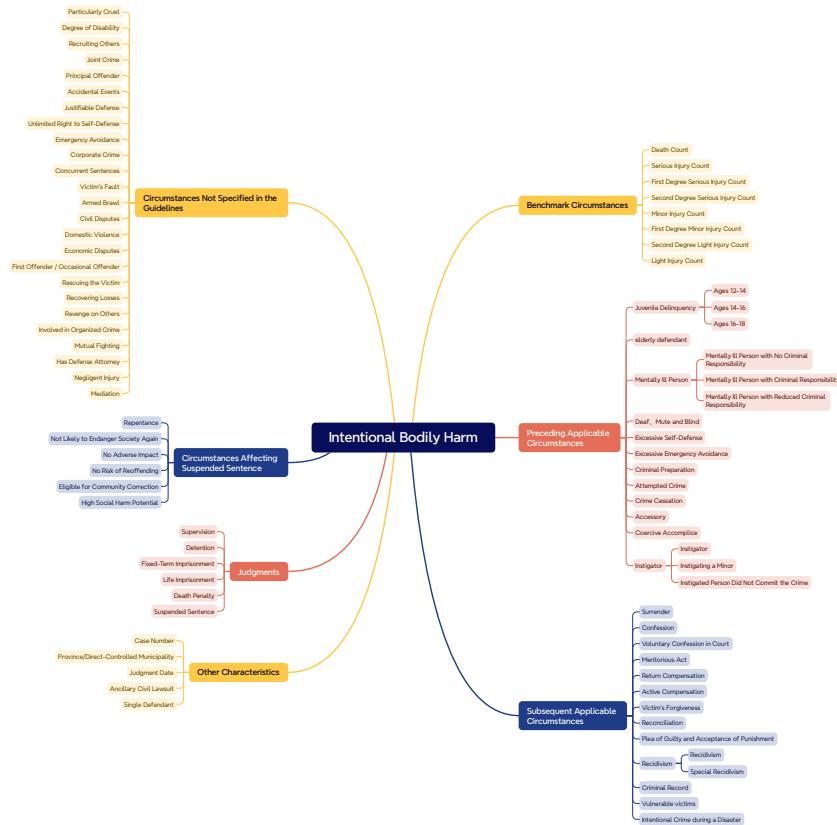 Particularly Cruel
Degree of Disability
Recruiting Others
Joint Crime
Principal Offender
Accidental Events
Justifiable Defense
Unlimited Right to Self-Defense
Emergency Avoidance
Corporate Crime
Concurrent Sentences
Victim's Fault
Armed Brawl
Civil Disputes
Domestic Violence
Economic Disputes
First Offender / Occasional Offender
Rescuing the Victim
Recovering Losses
Revenge on Others
Involved in Organized Crime
Mutual Fighting
Has Defense Attorney
Negligent Injury
Mediation
Circumstances Not Specified in the
Guidelines
Repentance
Not Likely to Endanger Society Again
No Adverse Impact
No Risk of Reoffending
Eligible for Community Correction
High Social Harm Potential
Circumstances Affecting
Suspended Sentence
Supervision
Detention
Fixed-Term Imprisonment
Life Imprisonment
Death Penalty
Suspended Sentence
Judgments
Case Number
Province/Direct-Controlled Municipality
Judgment Date
Ancillary Civil Lawsuit
Single Defendant
Other Characteristics
Intentional Bodily Harm
Benchmark Circumstances
Death Count
Serious Injury Count
First Degree Serious Injury Count
Second Degree Serious Injury Count
Minor Injury Count
First Degree Minor Injury Count
Second Degree Light Injury Count
Light Injury Count
Preceding Applicable
Circumstances
Juvenile Delinquency
Ages 12-14
Ages 14-16
Ages 16-18
elderly defendant
Mentally Ill Person
Mentally Ill Person with No Criminal
Responsibility
Mentally Ill Person with Criminal Responsibility
Mentally Ill Person with Reduced Criminal
Responsibility
Deaf、Mute and Blind
Excessive Self-Defense
Excessive Emergency Avoidance
Criminal Preparation
Attempted Crime
Crime Cessation
Accessory
Coercive Accomplice
Instigator
Instigator
Instigating a Minor
Instigated Person Did Not Commit the Crime
Subsequent Applicable
Circumstances
Surrender
Confession
Voluntary Confession in Court
Meritorious Act
Return Compensation
Active Compensation
Victim's Forgiveness
Reconciliation
Plea of Guilty and Acceptance of Punishment
Recidivism
Recidivism
Special Recidivism
Criminal Record
Vulnerable victims
Intentional Crime during a Disaster